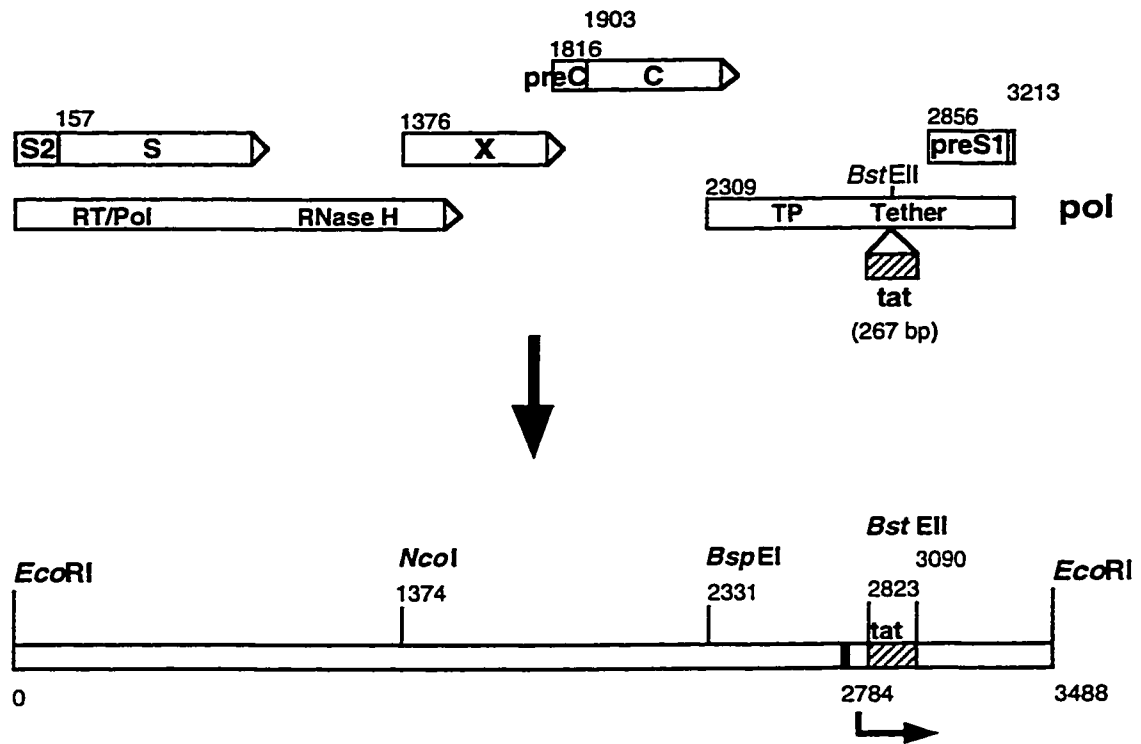 1903
1816
preC C
3213
157
1376
2856
S2 S
X
preS1
BstEII
2309
RT/Pol RNase H
TP Tether
pol
tat
(267 bp)
Bst EII
EcoRI
NcoI
BspEI
3090
EcoRI
1374
2331
2823
tat
0
2784
3488